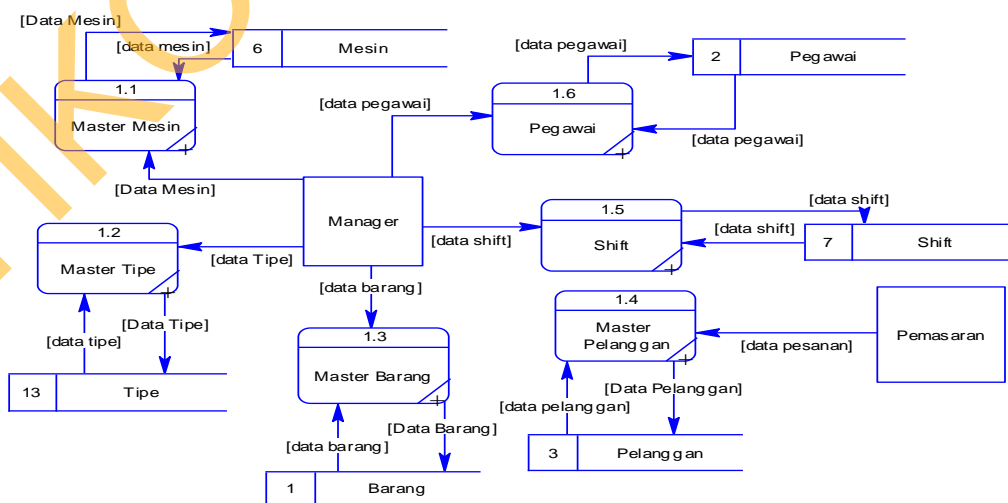 [Data Mesin]
[data mesin]
6 Mesin
1.1
Master Mesin
[Data Mesin]
[data pegawai]
[data pegawai]
2 Pegawai
1.6
Pegawai
[data pegawai]
Manager
[data shift]
1.5
Shift
[data shift]
[data shift]
7 Shift
1.2
Master Tipe
[data Tipe]
[data tipe]
[Data Tipe]
13 Tipe
[data barang]
1.3
Master Barang
[data barang]
[Data Barang]
1 Barang
1.4
Master
Pelanggan
[data pesanan]
Pemasaran
[data pelanggan]
[Data Pelanggan]
3 Pelanggan